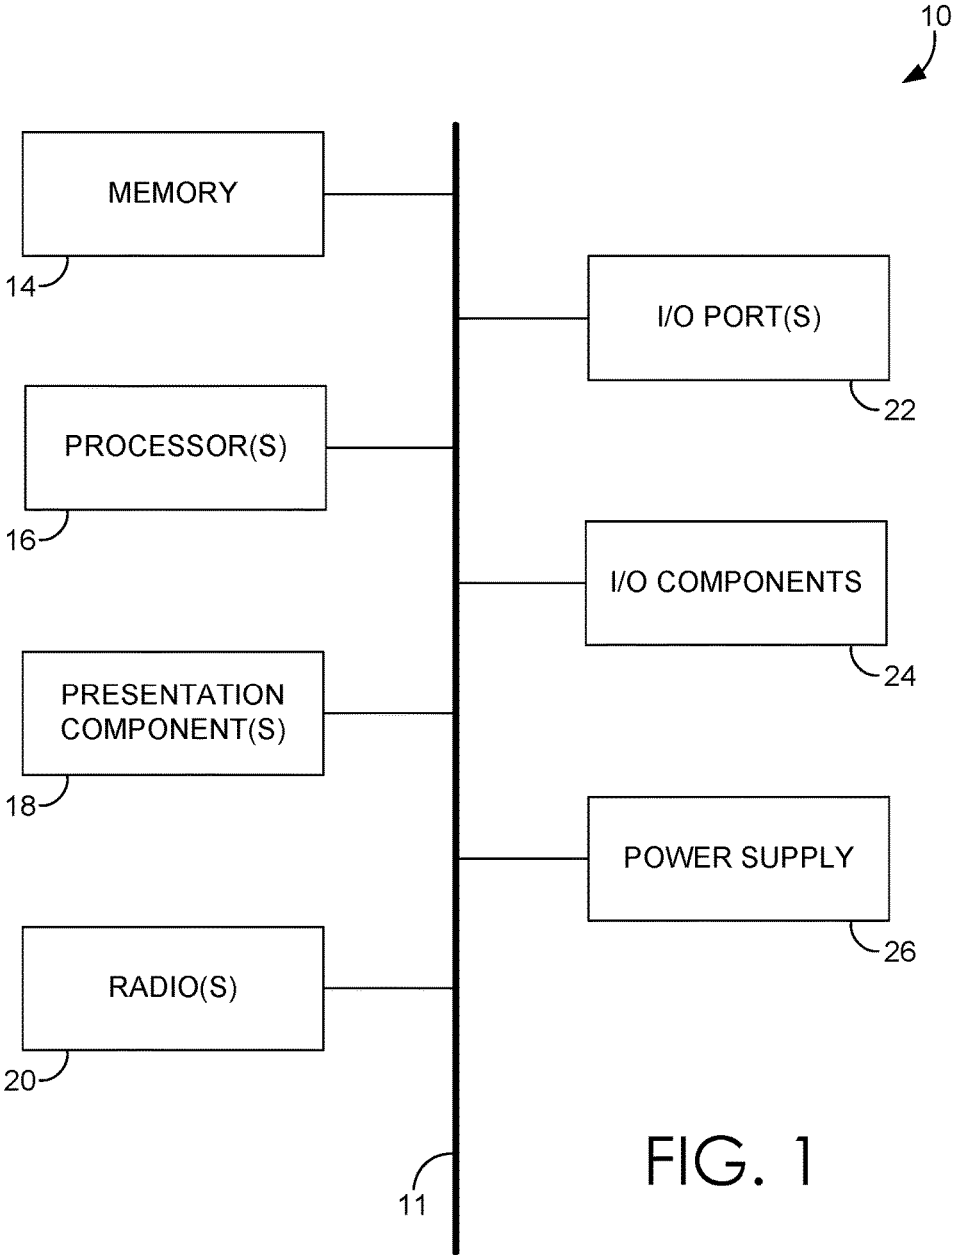 10
MEMORY
14
I/O PORT(S)
22
PROCESSOR(S)
16
I/O COMPONENTS
24
PRESENTATION
COMPONENT(S)
18
POWER SUPPLY
26
RADIO(S)
20
11
FIG. 1